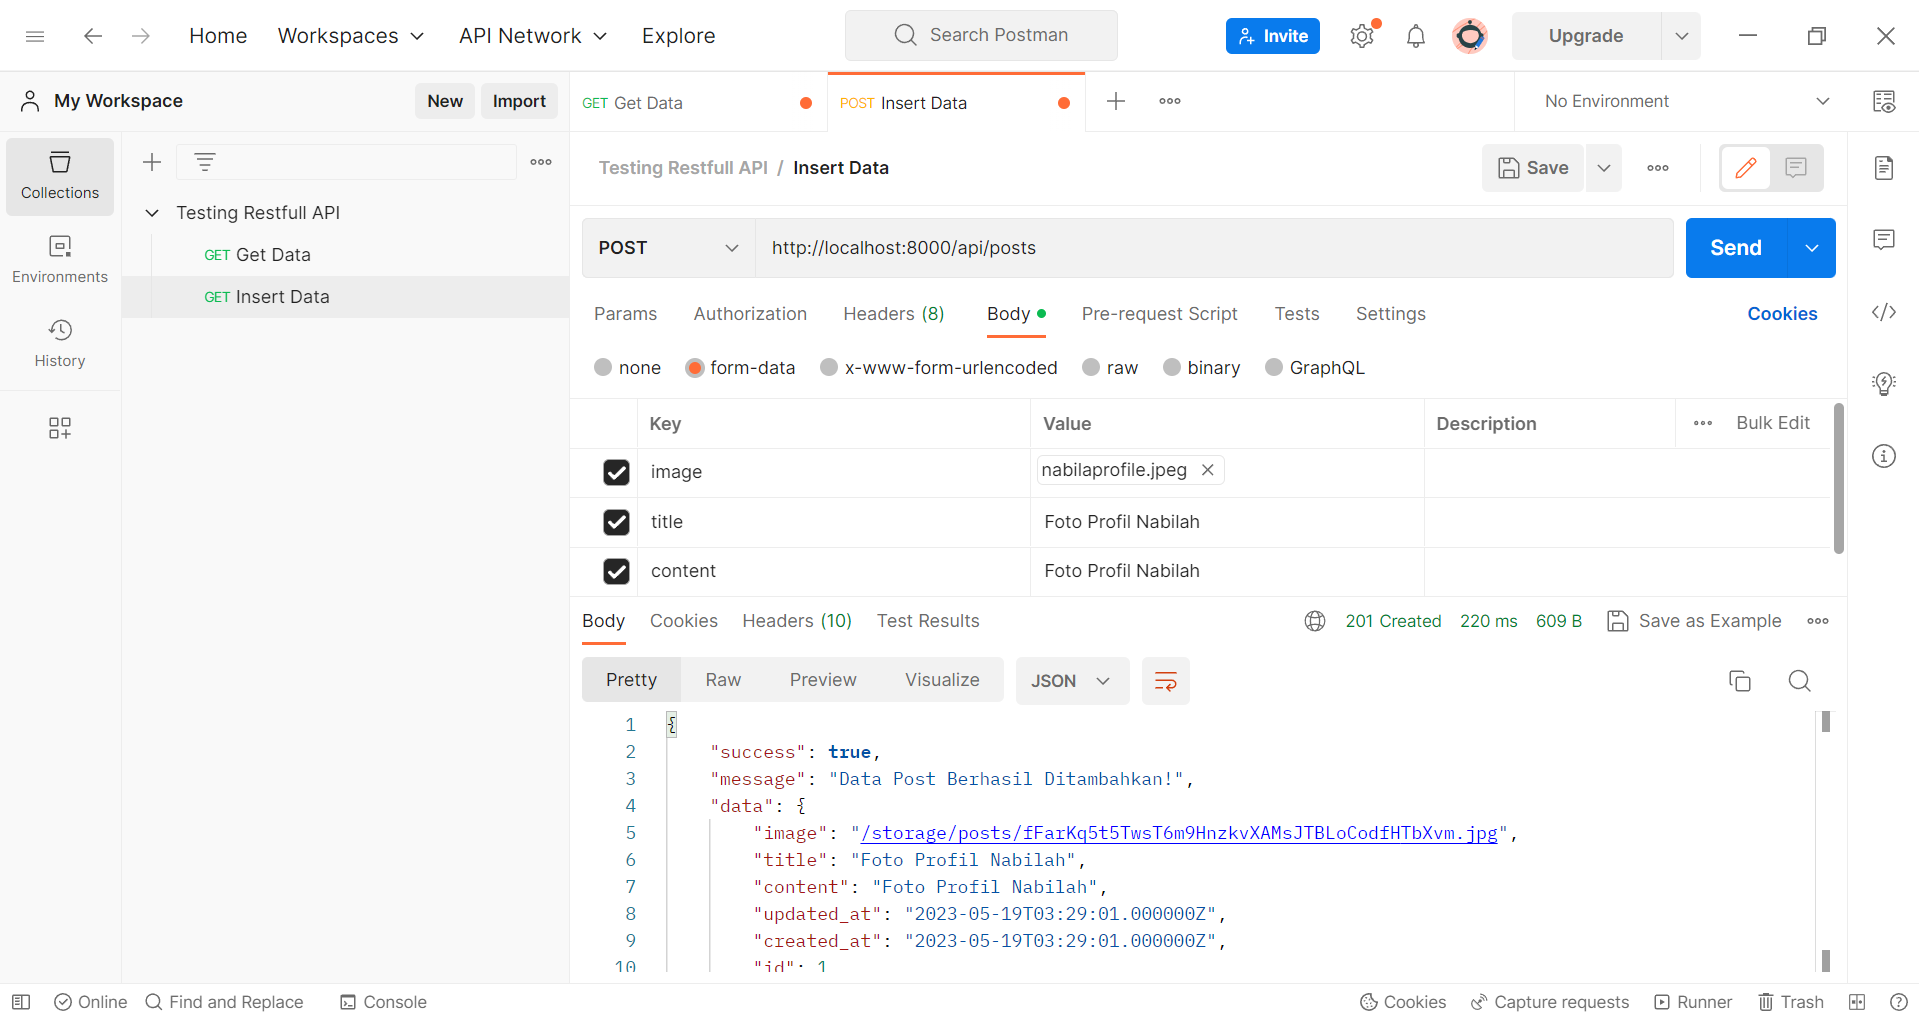 Home Workspaces API Network Explore Search Postman Invite Upgrade
My Workspace New Import GET Get Data POST Insert Data No Environment
Collections
Environments
History
Testing Restfull API
GET Get Data
GET Insert Data
Testing Restfull API / Insert Data Save
POST http://localhost:8000/api/posts Send
Params Authorization Headers (8) Body Pre-request Script Tests Settings Cookies
none form-data x-www-form-urlencoded raw binary GraphQL
Key Value Description Bulk Edit
image nabilaprofile.jpeg
title Foto Profil Nabilah
content Foto Profil Nabilah
Body Cookies Headers (10) Test Results 201 Created 220 ms 609 B Save as Example
Pretty Raw Preview Visualize JSON
1 {
2 "success": true,
3 "message": "Data Post Berhasil Ditambahkan!",
4 "data": {
5 "image": "/storage/posts/fFarKq5t5TwsT6m9HnzkvXAMsJTBLoCodfHTbXvm.jpg",
6 "title": "Foto Profil Nabilah",
7 "content": "Foto Profil Nabilah",
8 "updated_at": "2023-05-19T03:29:01.000000Z",
9 "created_at": "2023-05-19T03:29:01.000000Z",
10 "id": 1
Online Find and Replace Console Cookies Capture requests Runner Trash